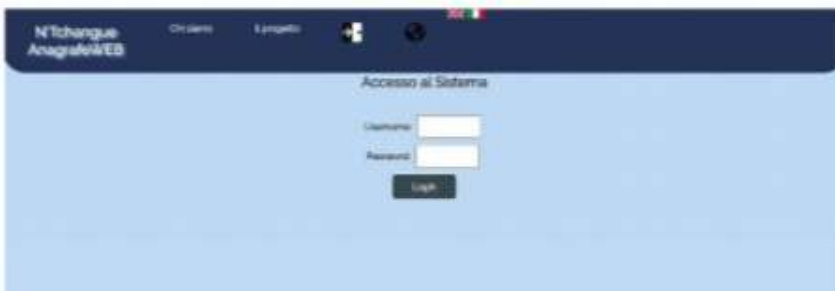 N'Tchangue
AnagrafeWEB
Chi siamo
Il progetto
Accesso al Sistema
Username
Password
Login